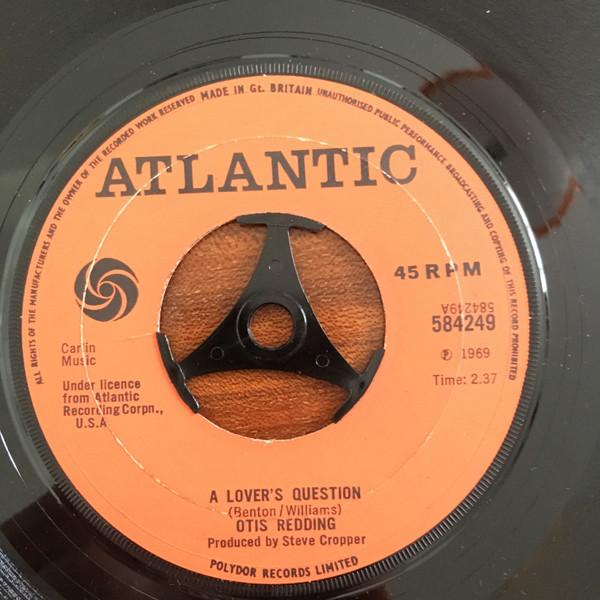 ALL RIGHTS OF THE MANUFACTURERS AND THE OWNER OF THE RECORDED WORK RESERVED MADE IN Gt. BRITAIN UNAUTHORISED PUBLIC PERFORMANCE BROADCASTING AND COPYING OF THIS RECORD PROHIBITED
ATLANTIC
45 RPM
584249A
584249
℗ 1969
Time: 2.37
Carlin
Music
Under licence
from Atlantic
Recording Corpn.,
U.S.A
A LOVER'S QUESTION
(Benton/Williams)
OTIS REDDING
Produced by Steve Cropper
POLYDOR RECORDS LIMITED